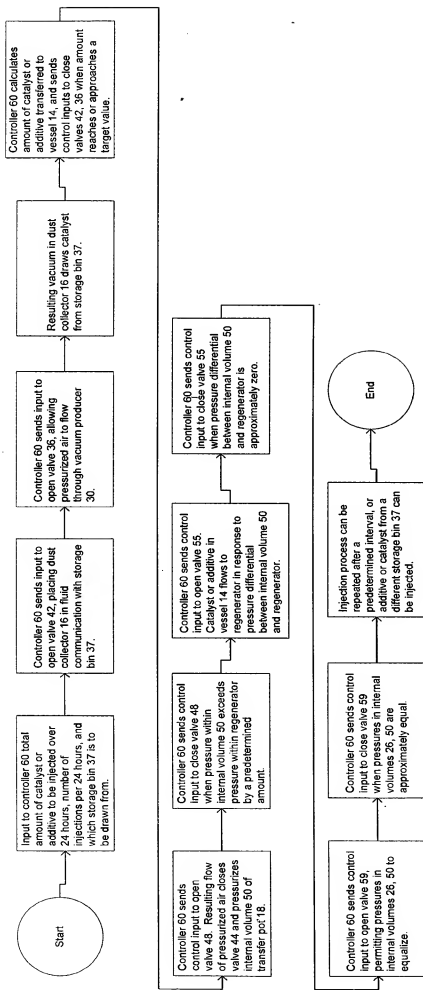 Start
Input to controller 60 total
amount of catalyst or
additive to be injected over
24 hours, number of
injections per 24 hours, and
which storage bin 37 is to
be drawn from.
Controller 60 sends input to
open valve 42, placing dust
collector 16 in fluid
communication with storage
bin 37.
Controller 60 sends input to
open valve 36, allowing
pressurized air to flow
through vacuum producer
30.
Resulting vacuum in dust
collector 16 draws catalyst
from storage bin 37.
Controller 60 calculates
amount of catalyst or
additive transferred to
vessel 14, and sends
control inputs to close
valves 42, 36 when amount
reaches or approaches a
target value.
Controller 60 sends
control input to open
valve 48. Resulting flow
of pressurized air closes
valve 44 and pressurizes
internal volume 50 of
transfer pot 18.
Controller 60 sends control
input to close valve 48
when pressure within
internal volume 50 exceeds
pressure within regenerator
by a predetermined
amount.
Controller 60 sends control
input to open valve 55.
Catalyst or additive in
vessel 14 flows to
regenerator in response to
pressure differential
between internal volume 50
and regenerator.
Controller 60 sends control
input to close valve 55
when pressure differential
between internal volume 50
and regenerator is
approximately zero.
Controller 60 sends control
input to open valve 59,
permitting pressures in
internal volumes 26, 50 to
equalize.
Controller 60 sends control
input to close valve 59
when pressures in internal
volumes 26, 50 are
approximately equal.
Injection process can be
repeated after a
predetermined interval, or
additive or catalyst from a
different storage bin 37 can
be injected.
End